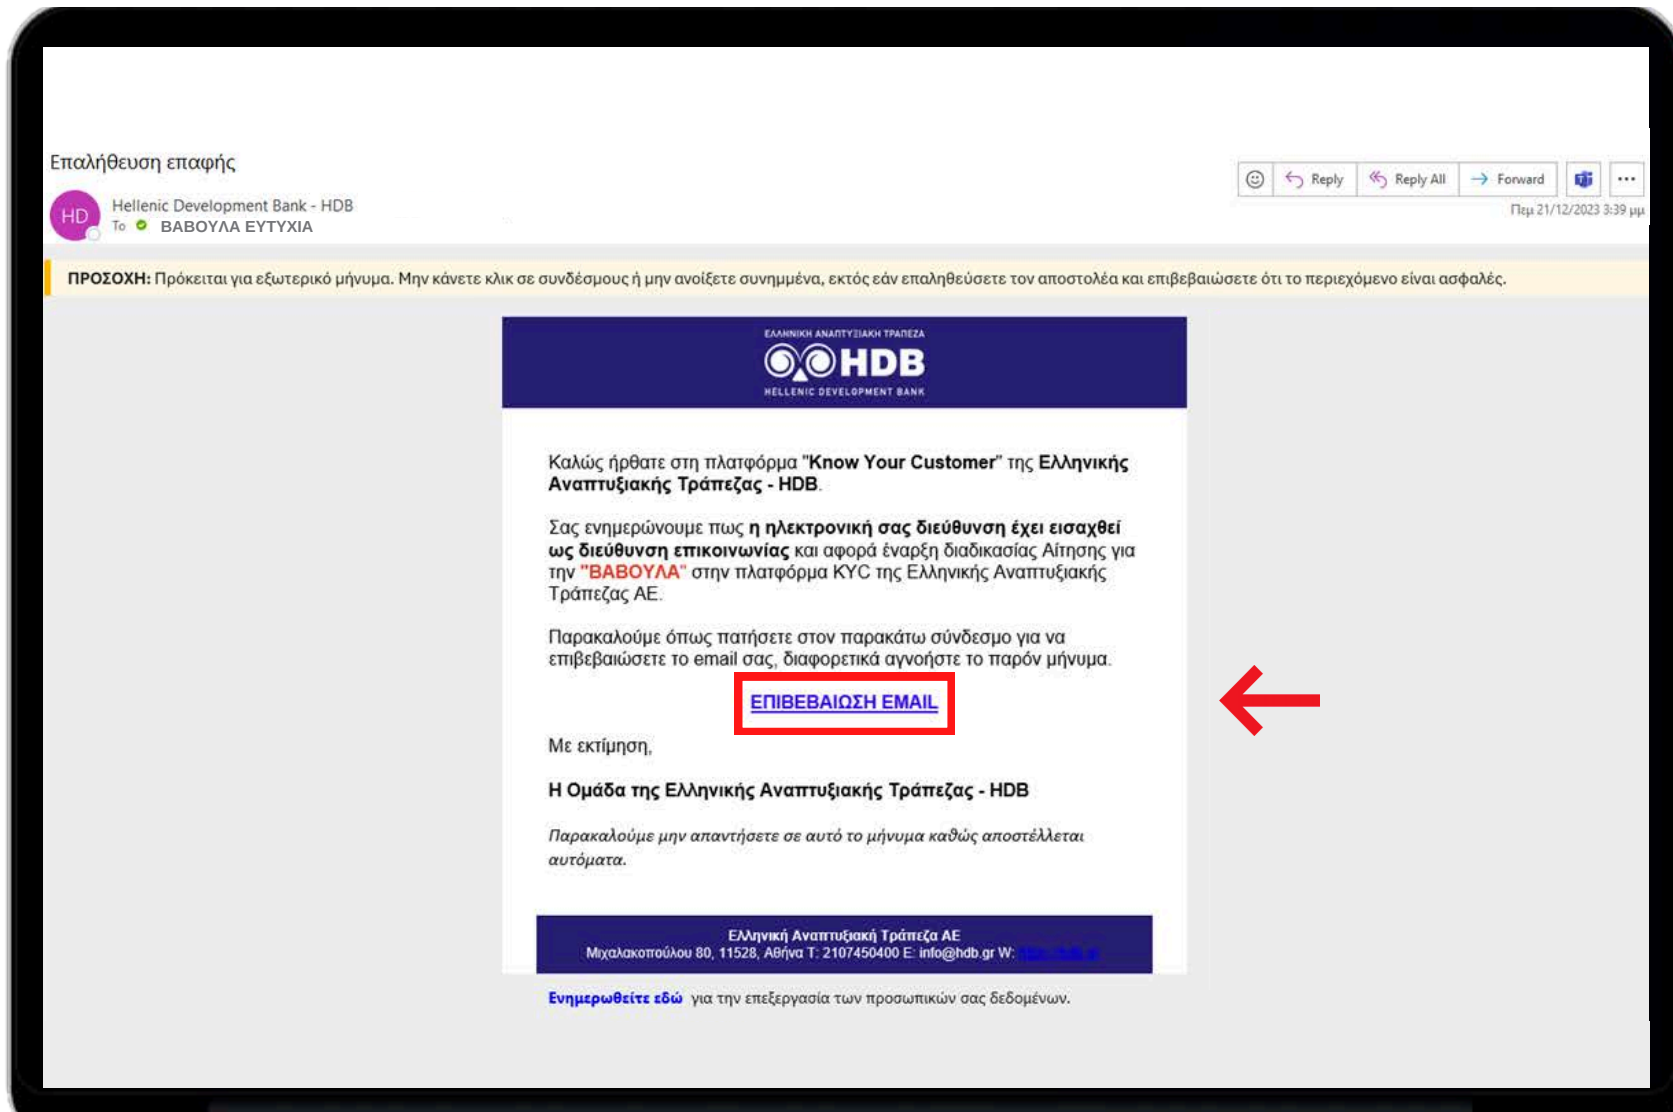 Επαλήθευση επαφής
Reply
Reply All
Forward
HD
Hellenic Development Bank - HDB
Πεμ 21/12/2023 3:39 μμ
To ΒΑΒΟΥΛΑ ΕΥΤΥΧΙΑ
ΠΡΟΣΟΧΗ: Πρόκειται για εξωτερικό μήνυμα. Μην κάνετε κλικ σε συνδέσμους ή μην ανοίξετε συνημμένα, εκτός εάν επαληθεύσετε τον αποστολέα και επιβεβαιώσετε ότι το περιεχόμενο είναι ασφαλές.
ΕΛΛΗΝΙΚΗ ΑΝΑΠΤΥΞΙΑΚΗ ΤΡΑΠΕΖΑ
HDB
HELLENIC DEVELOPMENT BANK
Καλώς ήρθατε στη πλατφόρμα "Know Your Customer" της Ελληνικής
Αναπτυξιακής Τράπεζας - HDB.
Σας ενημερώνουμε πως η ηλεκτρονική σας διεύθυνση έχει εισαχθεί
ως διεύθυνση επικοινωνίας και αφορά έναρξη διαδικασίας Αίτησης για
την "ΒΑΒΟΥΛΑ" στην πλατφόρμα KYC της Ελληνικής Αναπτυξιακής
Τράπεζας ΑΕ.
Παρακαλούμε όπως πατήσετε στον παρακάτω σύνδεσμο για να
επιβεβαιώσετε το email σας, διαφορετικά αγνοήστε το παρόν μήνυμα.
ΕΠΙΒΕΒΑΙΩΣΗ EMAIL
Με εκτίμηση,
Η Ομάδα της Ελληνικής Αναπτυξιακής Τράπεζας - HDB
Παρακαλούμε μην απαντήσετε σε αυτό το μήνυμα καθώς αποστέλλεται
αυτόματα.
Ελληνική Αναπτυξιακή Τράπεζα ΑΕ
Μιχαλακοπούλου 80, 11528, Αθήνα T: 2107450400 E: info@hdb.gr W:
Ενημερωθείτε εδώ για την επεξεργασία των προσωπικών σας δεδομένων.